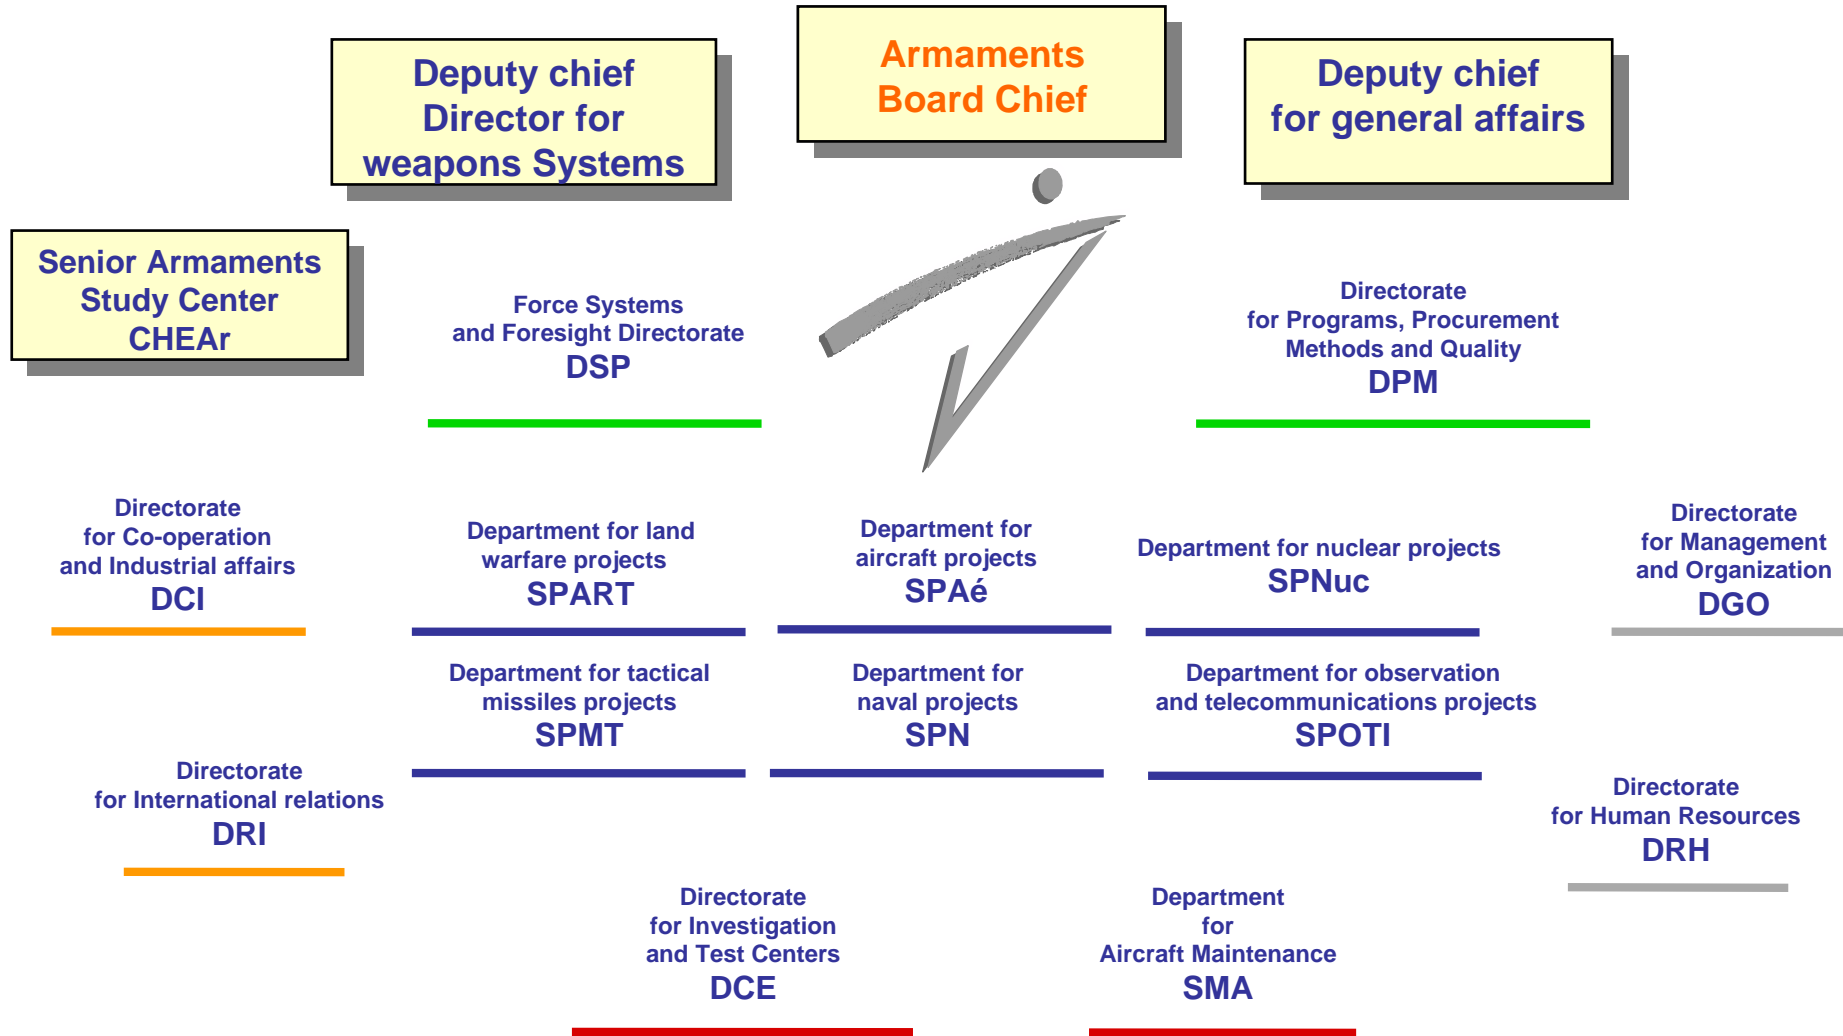 Armaments
Board Chief
Deputy chief
Director for
weapons Systems
Deputy chief
for general affairs
Senior Armaments
Study Center
CHEAr
Force Systems
and Foresight Directorate
DSP
Directorate
for Programs, Procurement
Methods and Quality
DPM
Directorate
for Co-operation
and Industrial affairs
DCI
Department for land
warfare projects
SPART
Department for
aircraft projects
SPAé
Department for nuclear projects
SPNuc
Directorate
for Management
and Organization
DGO
Department for tactical
missiles projects
SPMT
Department for
naval projects
SPN
Department for observation
and telecommunications projects
SPOTI
Directorate
for International relations
DRI
Directorate
for Human Resources
DRH
Directorate
for Investigation
and Test Centers
DCE
Department
for
Aircraft Maintenance
SMA